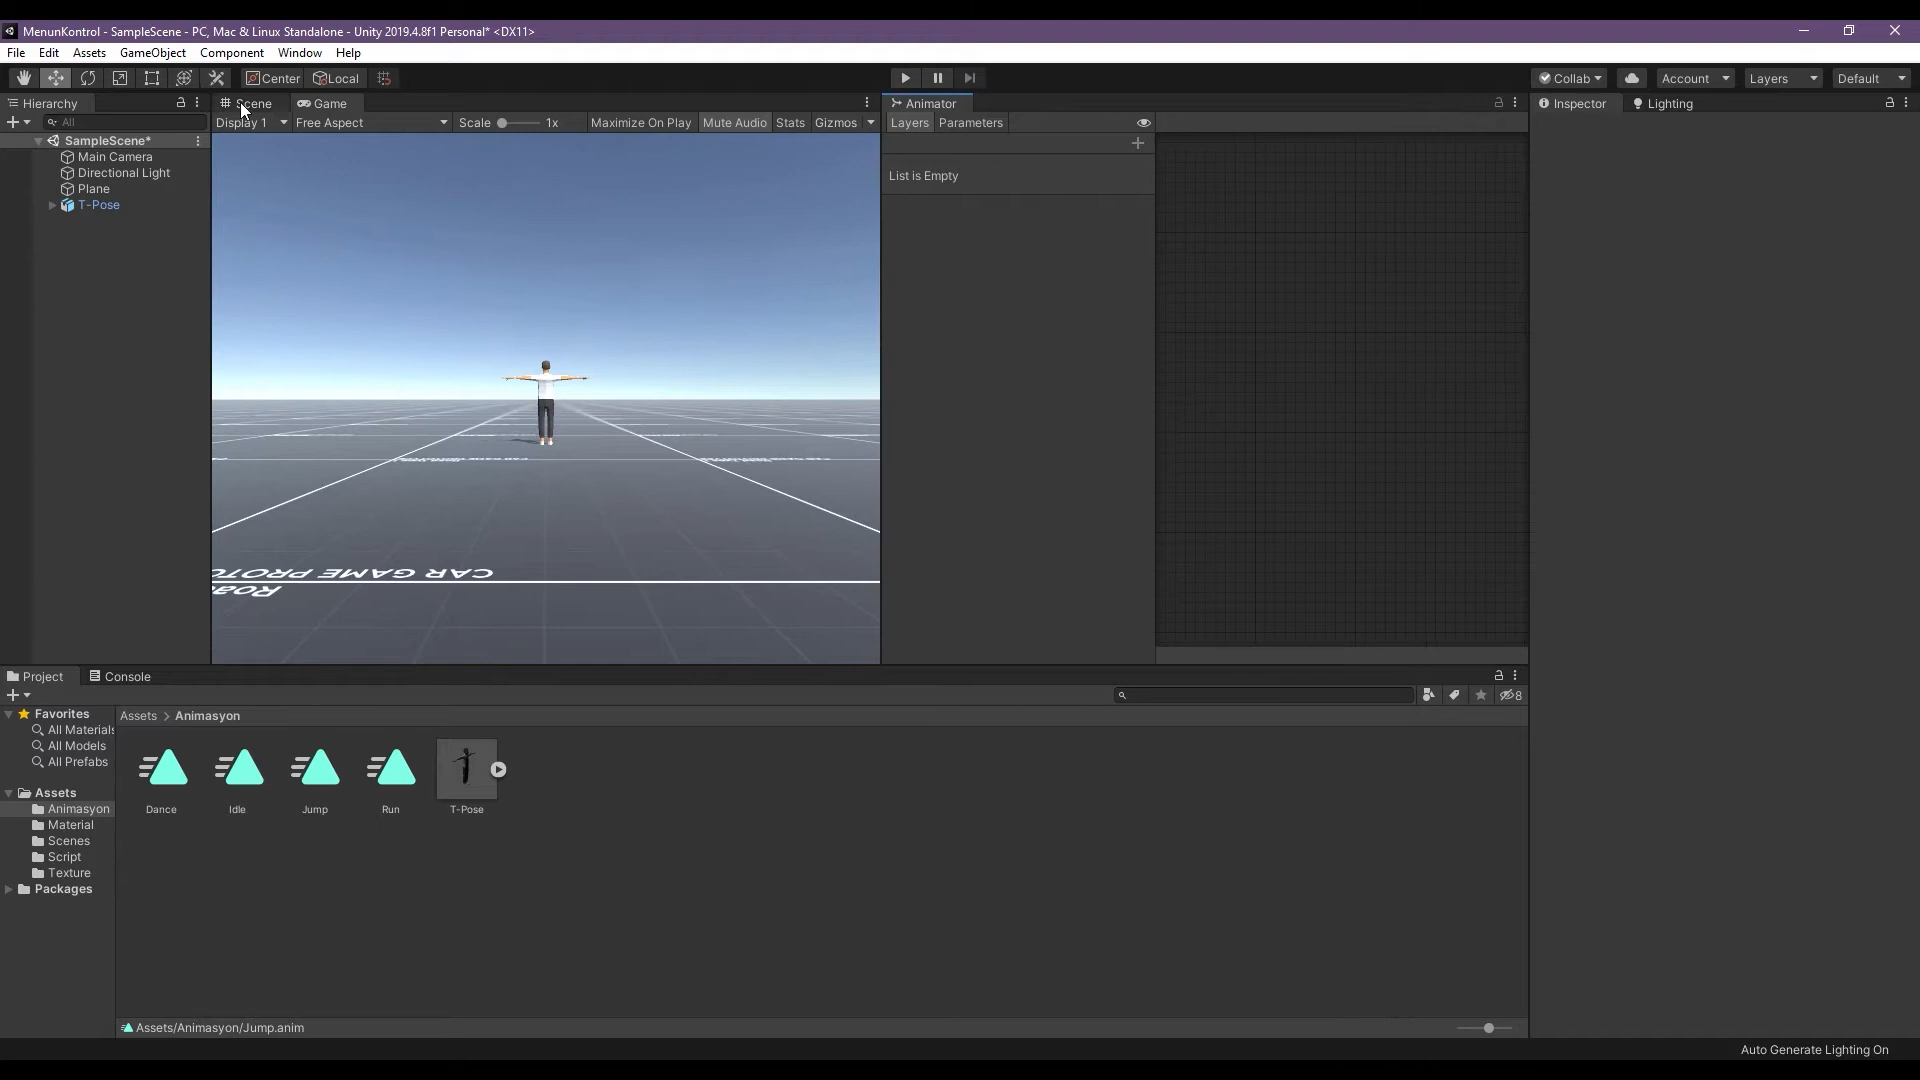 MenunKontrol - SampleScene - PC, Mac & Linux Standalone - Unity 2019.4.8f1 Personal* <DX11>
File Edit Assets GameObject Component Window Help
Center Local Collab Account Layers Default
Hierarchy Scene Game Animator Inspector Lighting
All Display 1 Free Aspect Scale 1x Maximize On Play Mute Audio Stats Gizmos Layers Parameters
SampleScene*
Main Camera
Directional Light
Plane
T-Pose
List is Empty
CAR GAME PROTO
Roa
Project Console
8
Favorites
All Materials
All Models
All Prefabs
Assets
Animasyon
Material
Scenes
Script
Texture
Packages
Assets > Animasyon
Dance Idle Jump Run T-Pose
Assets/Animasyon/Jump.anim
Auto Generate Lighting On